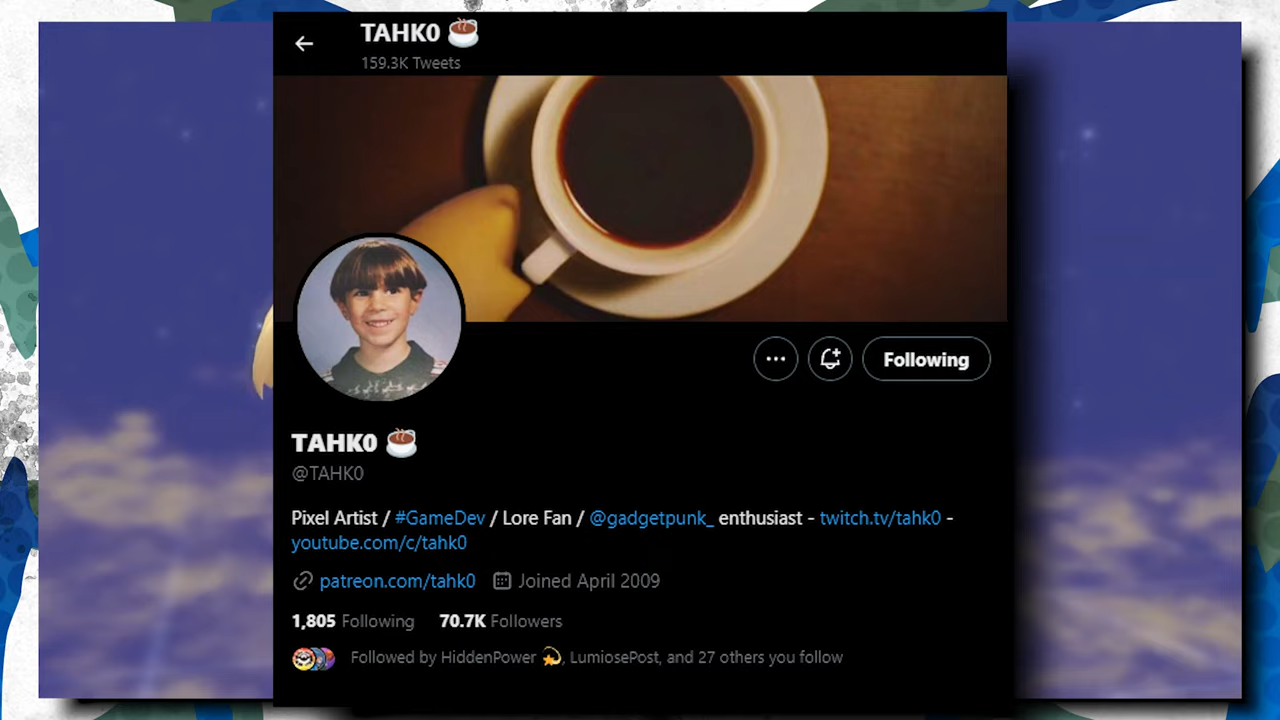 TAHK0 ☕
159.3K Tweets
Following
TAHK0 ☕
@TAHK0
Pixel Artist / #GameDev / Lore Fan / @gadgetpunk_ enthusiast - twitch.tv/tahk0 -
youtube.com/c/tahk0
patreon.com/tahk0 Joined April 2009
1,805 Following 70.7K Followers
Followed by HiddenPower 💫, LumiosePost, and 27 others you follow